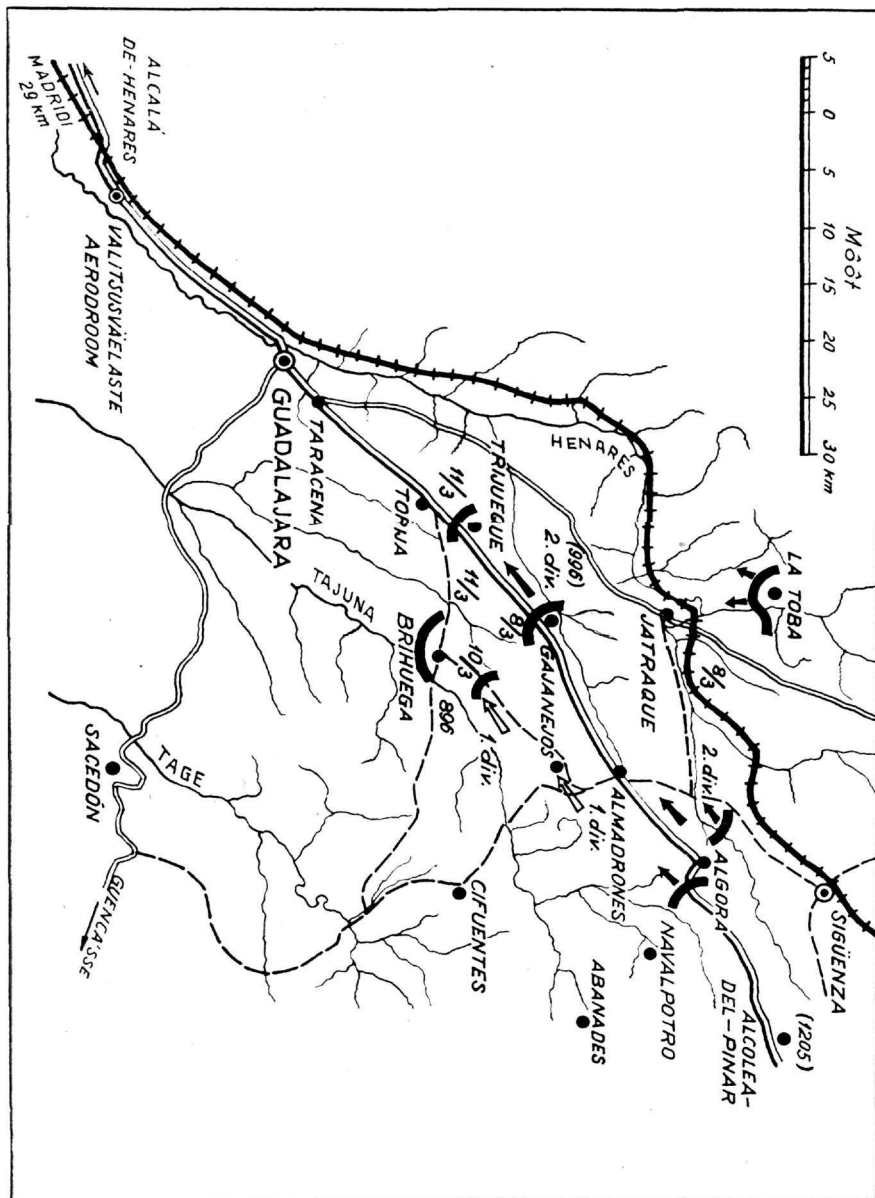 5 0 5 10 15 20 25 30 km
Mõõt
ALCALÁ
DE-HENARES
MADRIDI
29 km
VALITSUSVÄELASTE
AERODROOM
GUADALAJARA
TARACENA
TORIJA
11/3
TRIJUEQUE
HENARES
(996)
2. div.
8/3
GAJANEJOS
JATRAQUE
LA TOBA
8/3
11/3
TAJUNA
BRIHUEGA
10/3
896
1. div.
1. div.
2. div.
ALMADRONES
ALGORA
SIGÜENZA
NAVALPOTRO
(1205)
ALCOLEA-
DEL-PINAR
ABANADES
CIFUENTES
SACEDÓN
TAGE
GUENCA'SSE